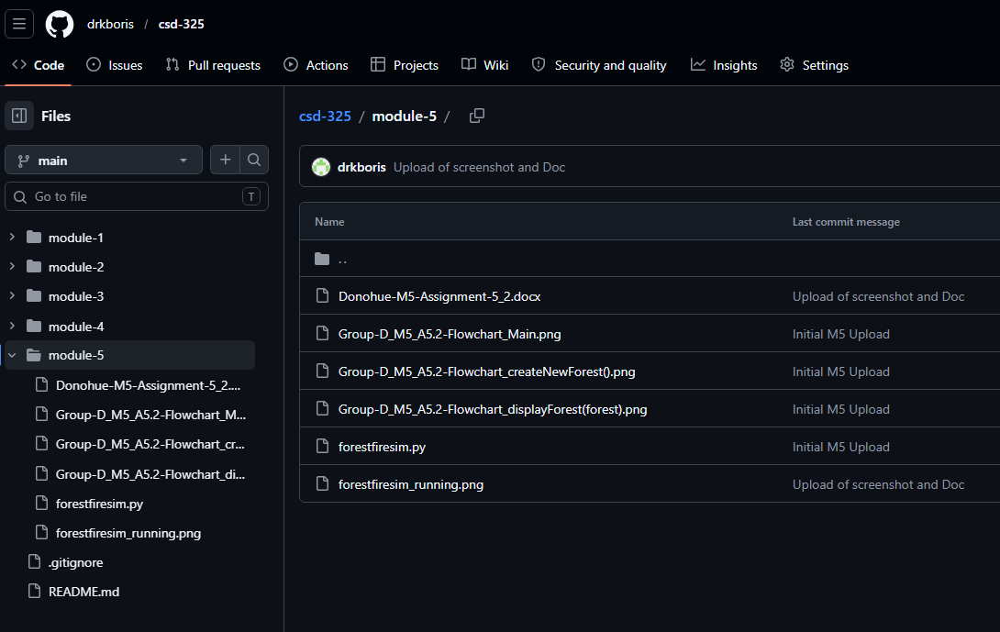 drkboris / csd-325
Code Issues Pull requests Actions Projects Wiki Security and quality Insights Settings
Files
main
Go to file T
module-1
module-2
module-3
module-4
module-5
Donohue-M5-Assignment-5_2....
Group-D_M5_A5.2-Flowchart_M...
Group-D_M5_A5.2-Flowchart_cr...
Group-D_M5_A5.2-Flowchart_di...
forestfiresim.py
forestfiresim_running.png
.gitignore
README.md
csd-325 / module-5 /
drkboris Upload of screenshot and Doc
Name Last commit message
..
Donohue-M5-Assignment-5_2.docx Upload of screenshot and Doc
Group-D_M5_A5.2-Flowchart_Main.png Initial M5 Upload
Group-D_M5_A5.2-Flowchart_createNewForest().png Initial M5 Upload
Group-D_M5_A5.2-Flowchart_displayForest(forest).png Initial M5 Upload
forestfiresim.py Initial M5 Upload
forestfiresim_running.png Upload of screenshot and Doc